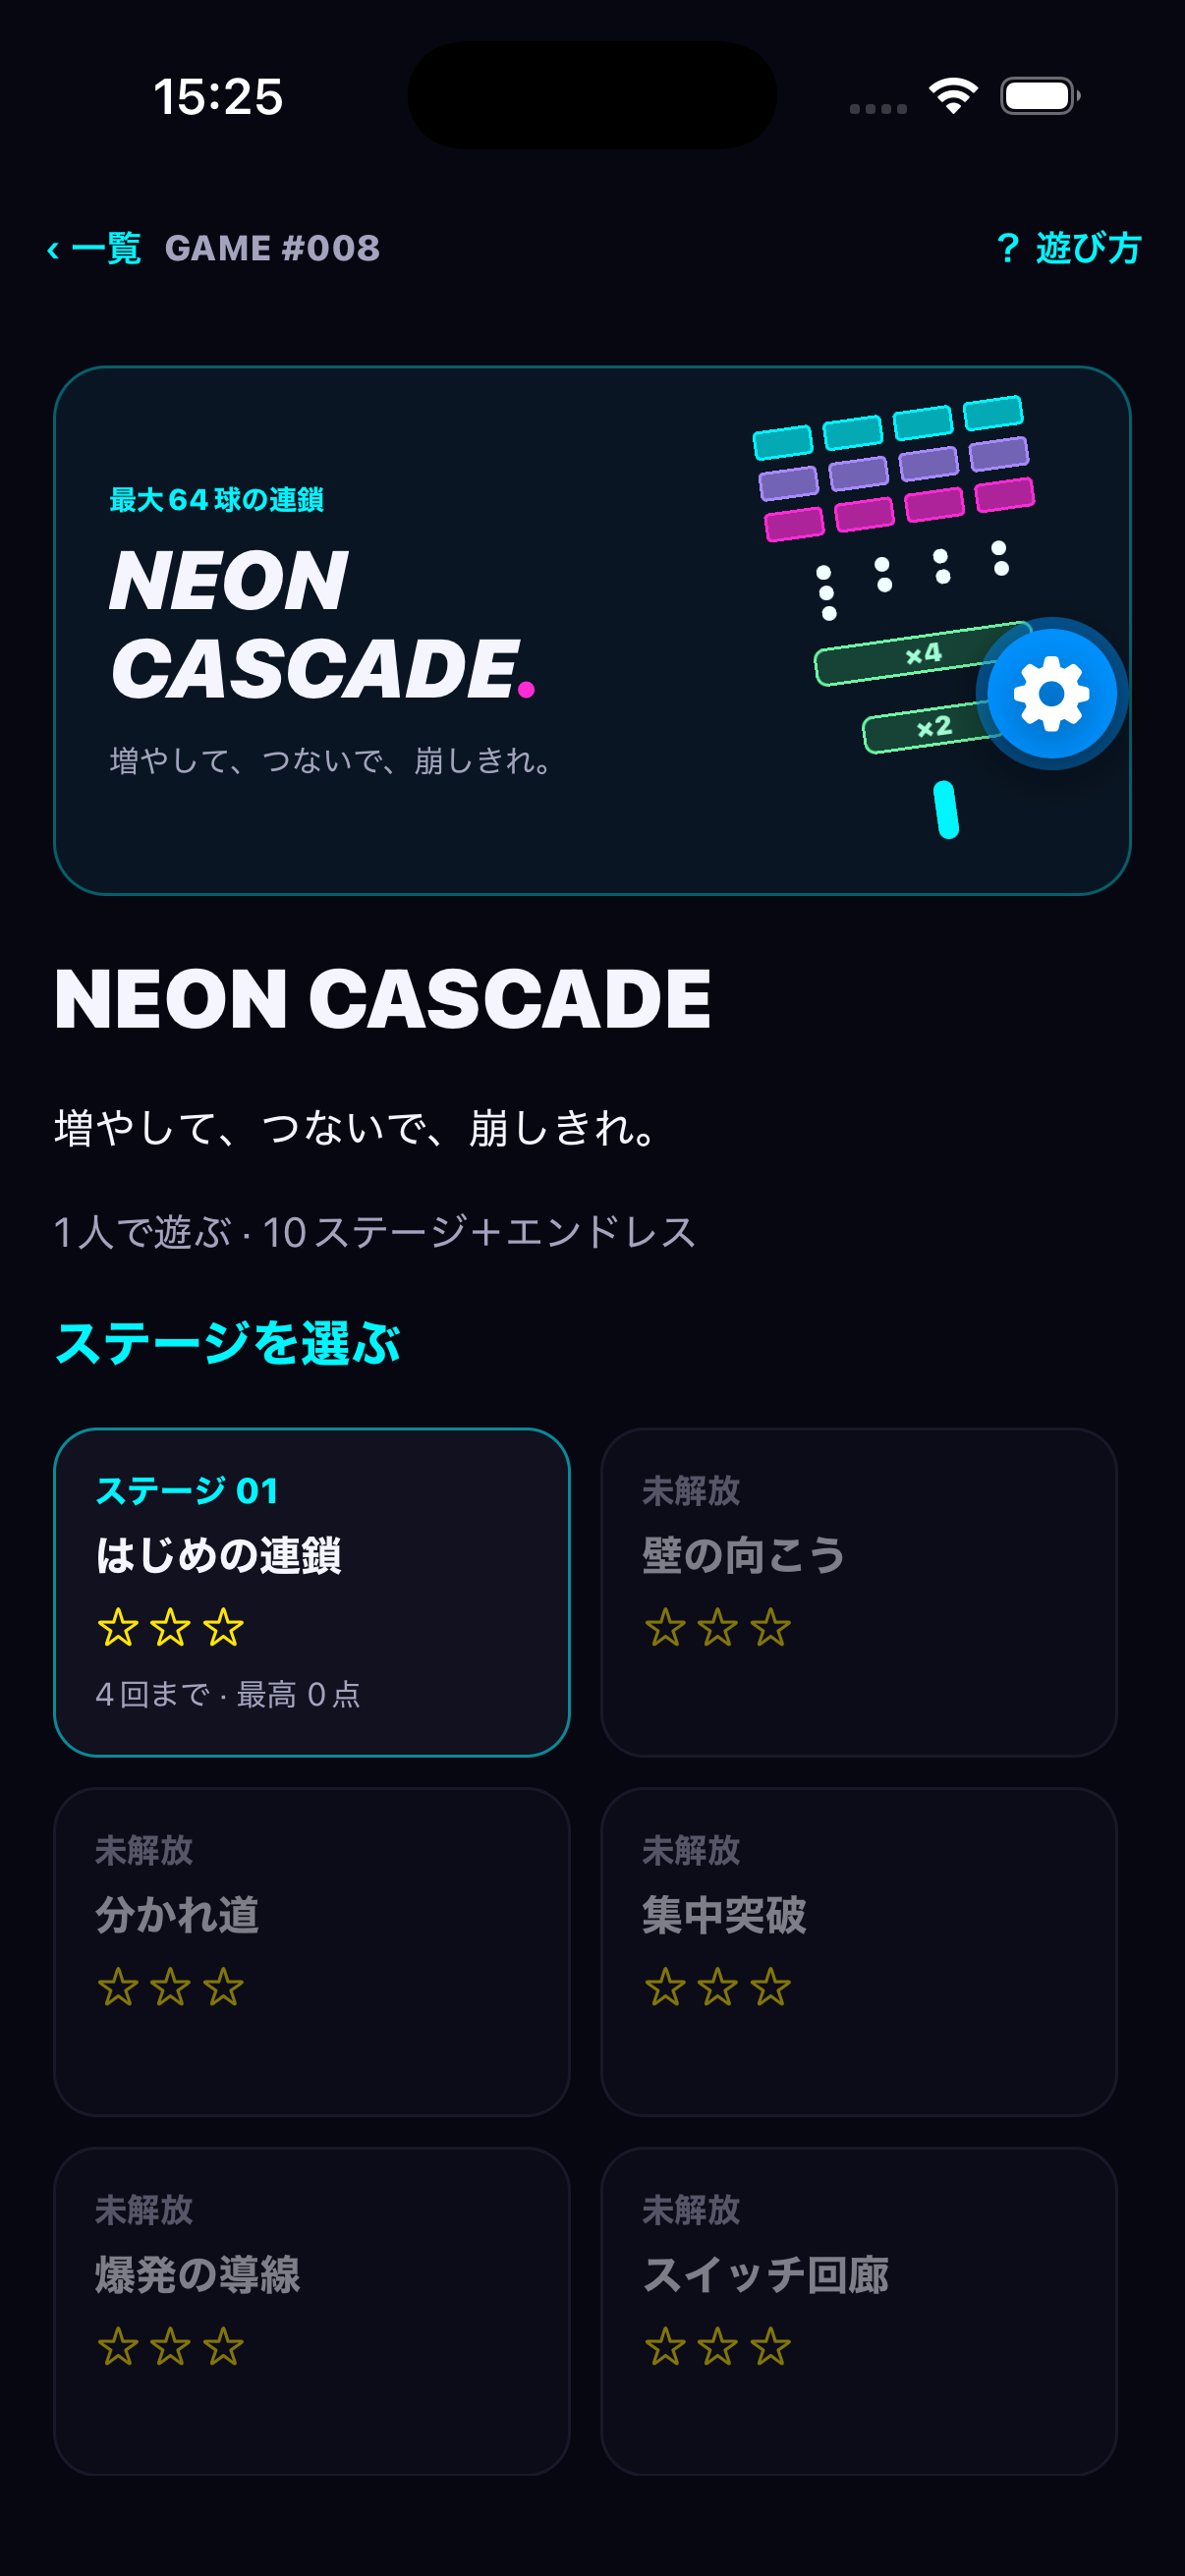 15:25
‹ 一覧 GAME #008
? 遊び方
最大64球の連鎖
NEON
CASCADE.
増やして、つないで、崩しきれ。
×4
×2
NEON CASCADE
増やして、つないで、崩しきれ。
1人で遊ぶ · 10ステージ+エンドレス
ステージを選ぶ
ステージ 01
はじめの連鎖
☆☆☆
4回まで · 最高 0点
未解放
壁の向こう
☆☆☆
未解放
分かれ道
☆☆☆
未解放
集中突破
☆☆☆
未解放
爆発の導線
☆☆☆
未解放
スイッチ回廊
☆☆☆